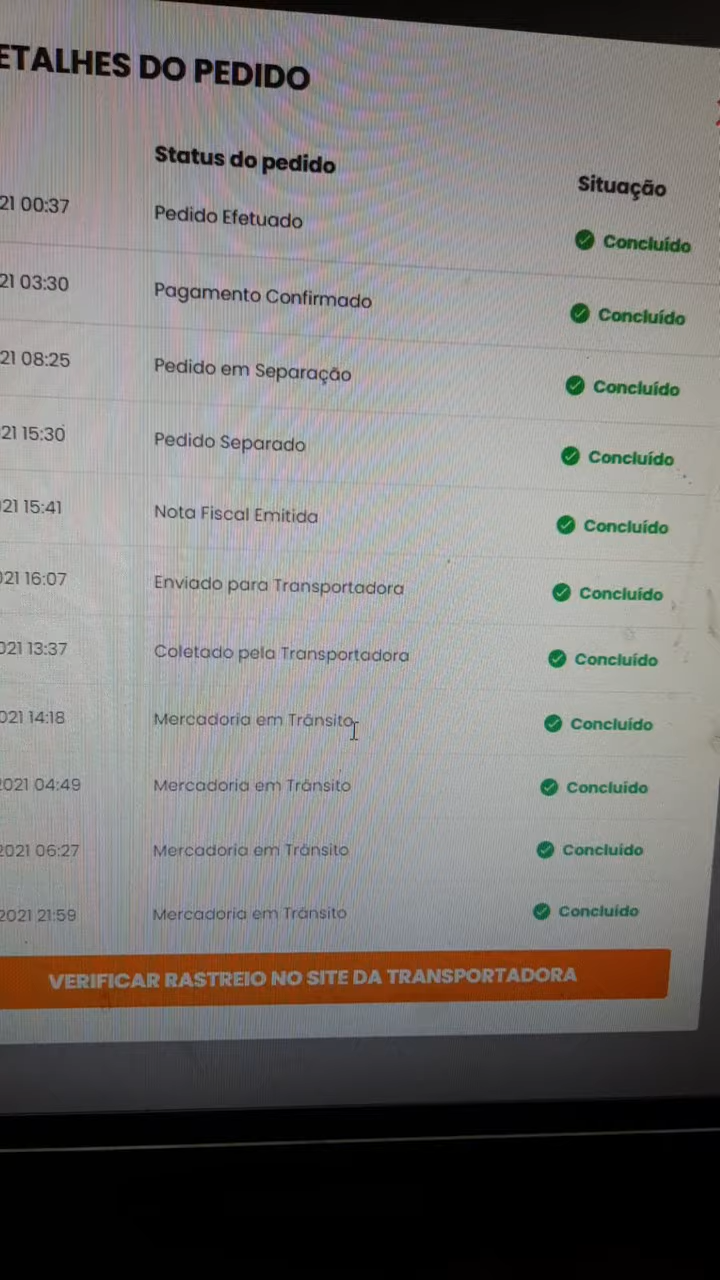 ETALHES DO PEDIDO
Status do pedido Situação
21 00:37 Pedido Efetuado Concluído
21 03:30 Pagamento Confirmado Concluído
21 08:25 Pedido em Separação Concluído
21 15:30 Pedido Separado Concluído
021 15:41 Nota Fiscal Emitida Concluído
021 16:07 Enviado para Transportadora Concluído
021 13:37 Coletado pela Transportadora Concluído
021 14:18 Mercadoria em Trânsito Concluído
2021 04:49 Mercadoria em Trânsito Concluído
2021 06:27 Mercadoria em Trânsito Concluído
2021 21:59 Mercadoria em Trânsito Concluído
VERIFICAR RASTREIO NO SITE DA TRANSPORTADORA